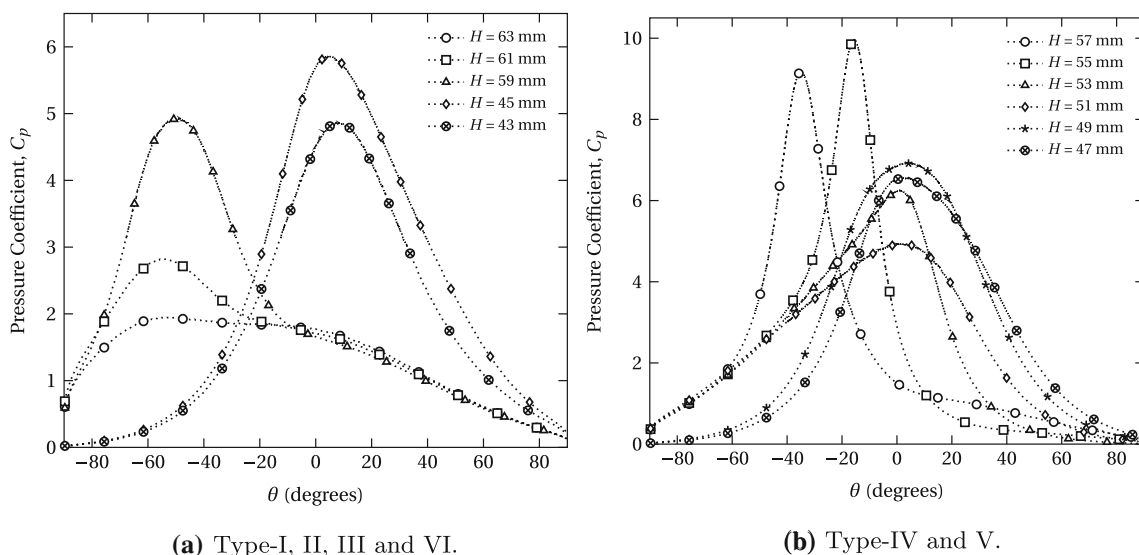 H = 63 mm
H = 61 mm
H = 59 mm
H = 45 mm
H = 43 mm
Pressure Coefficient, Cp
0 1 2 3 4 5 6
−80 −60 −40 −20 0 20 40 60 80
θ (degrees)
(a) Type-I, II, III and VI.
H = 57 mm
H = 55 mm
H = 53 mm
H = 51 mm
H = 49 mm
H = 47 mm
Pressure Coefficient, Cp
0 2 4 6 8 10
−80 −60 −40 −20 0 20 40 60 80
θ (degrees)
(b) Type-IV and V.